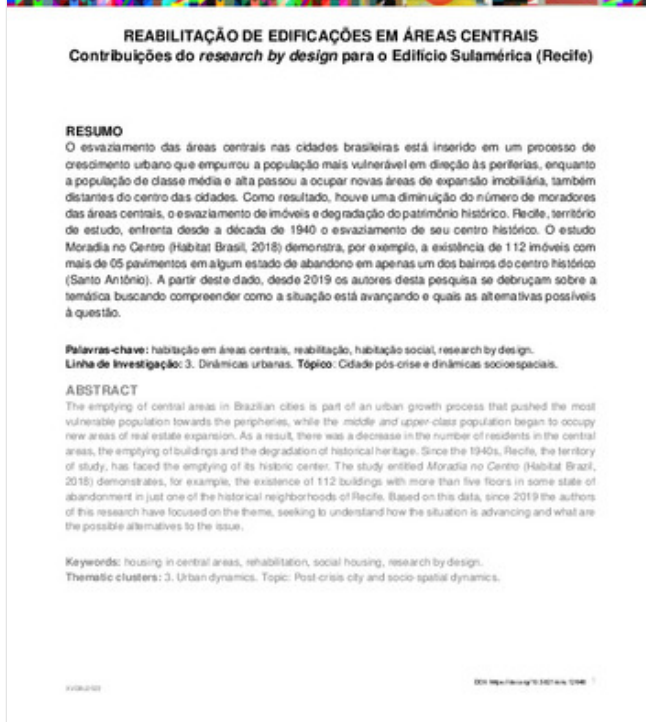 REABILITAÇÃO DE EDIFICAÇÕES EM ÁREAS CENTRAIS
Contribuições do research by design para o Edifício Sulamérica (Recife)
RESUMO
O esvaziamento das áreas centrais nas cidades brasileiras está inserido em um processo de
crescimento urbano que empurrou a população mais vulnerável em direção às periferias, enquanto
a população de classe média e alta passou a ocupar novas áreas de expansão imobiliária, também
distantes do centro das cidades. Como resultado, houve uma diminuição do número de moradores
das áreas centrais, o esvaziamento de imóveis e degradação do patrimônio histórico. Recife, território
de estudo, enfrenta desde a década de 1940 o esvaziamento de seu centro histórico. O estudo
Moradia no Centro (Habitat Brasil, 2018) demonstra, por exemplo, a existência de 112 imóveis com
mais de 05 pavimentos em algum estado de abandono em apenas um dos bairros do centro histórico
(Santo Antônio). A partir deste dado, desde 2019 os autores desta pesquisa se debruçam sobre a
temática buscando compreender como a situação está avançando e quais as alternativas possíveis
à questão.
Palavras-chave: habitação em áreas centrais, reabilitação, habitação social, research by design.
Linha de Investigação: 3. Dinâmicas urbanas. Tópico: Cidade pós-crise e dinâmicas socioespaciais.
ABSTRACT
The emptying of central areas in Brazilian cities is part of an urban growth process that pushed the most
vulnerable population towards the peripheries, while the middle and upper-class population began to occupy
new areas of real estate expansion. As a result, there was a decrease in the number of residents in the central
areas, the emptying of buildings and the degradation of historical heritage. Since the 1940s, Recife, the territory
of study, has faced the emptying of its historic center. The study entitled Moradia no Centro (Habitat Brazil,
2018) demonstrates, for example, the existence of 112 buildings with more than five floors in some state of
abandonment in just one of the historical neighborhoods of Recife. Based on this data, since 2019 the authors
of this research have focused on the theme, seeking to understand how the situation is advancing and what are
the possible alternatives to the issue.
Keywords: housing in central areas, rehabilitation, social housing, research by design.
Thematic clusters: 3. Urban dynamics. Topic: Post-crisis city and socio-spatial dynamics.
DOI